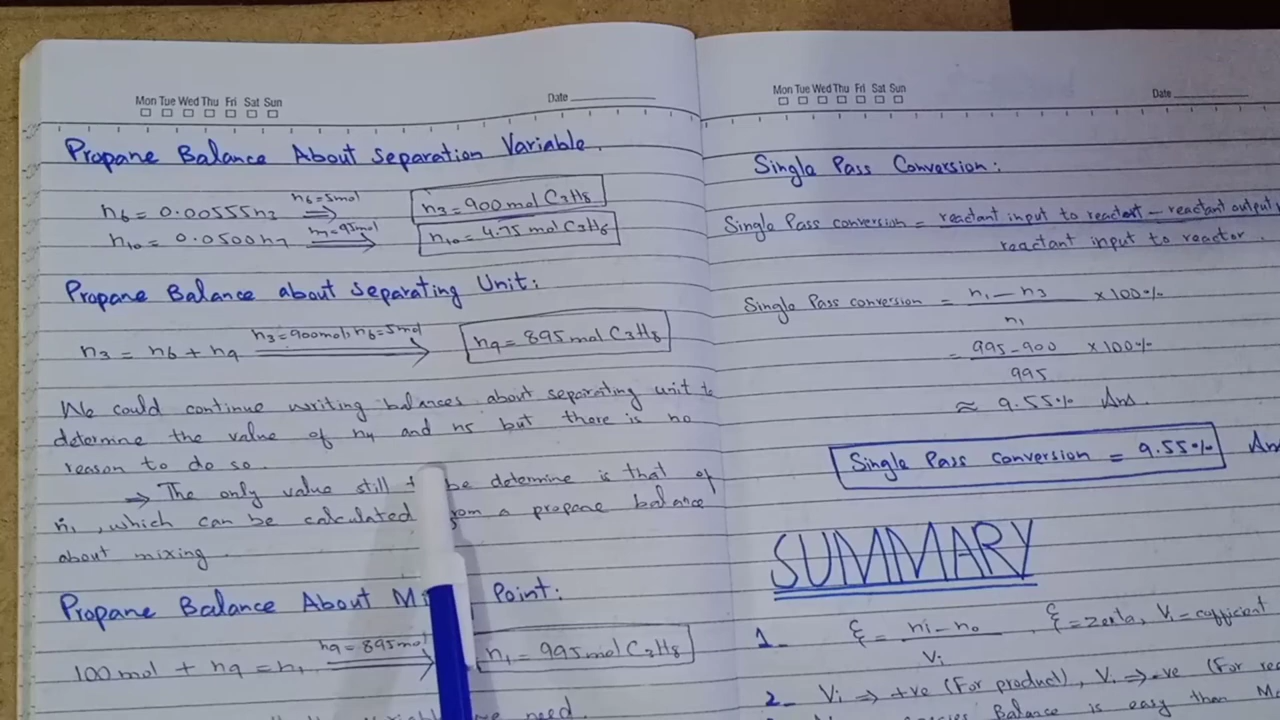 Mon Tue Wed Thu Fri Sat Sun
Date
Propane Balance About Separation Variable.
n6 = 0.00555n3 n6=5mol ⇒ n3 = 900 mol C3H8
n10 = 0.0500n7 n7=95mol ⇒ n10 = 4.75 mol C3H6
Propane Balance about Separating Unit:
n3 = n6 + n9 n3=900mol, n6=5mol ⇒ n9 = 895 mol C3H8
We could continue writing balances about separating unit to
determine the value of n4 and n5 but there is no
reason to do so.
⇒ The only value still be determine is that of
n1, which can be calculated from a propane balance
about mixing.
Propane Balance About Point:
100 mol + n9 = n1 n9=895mol ⇒ n1 = 995 mol C3H8
need.
Mon Tue Wed Thu Fri Sat Sun
Date
Single Pass Conversion:
Single Pass conversion = reactant input to reactor - reactant output
reactant input to reactor.
Single Pass conversion = n1 - n3 ×100%
n1
= 995-900 ×100%
995
≈ 9.55% Ans.
Single Pass conversion = 9.55%
SUMMARY
1- ξ = ni - no . ξ = zeeta, Vi = cofficient
Vi
2- Vi ⇒ +ve (For product), Vi ⇒ -ve (For
Balance is easy than